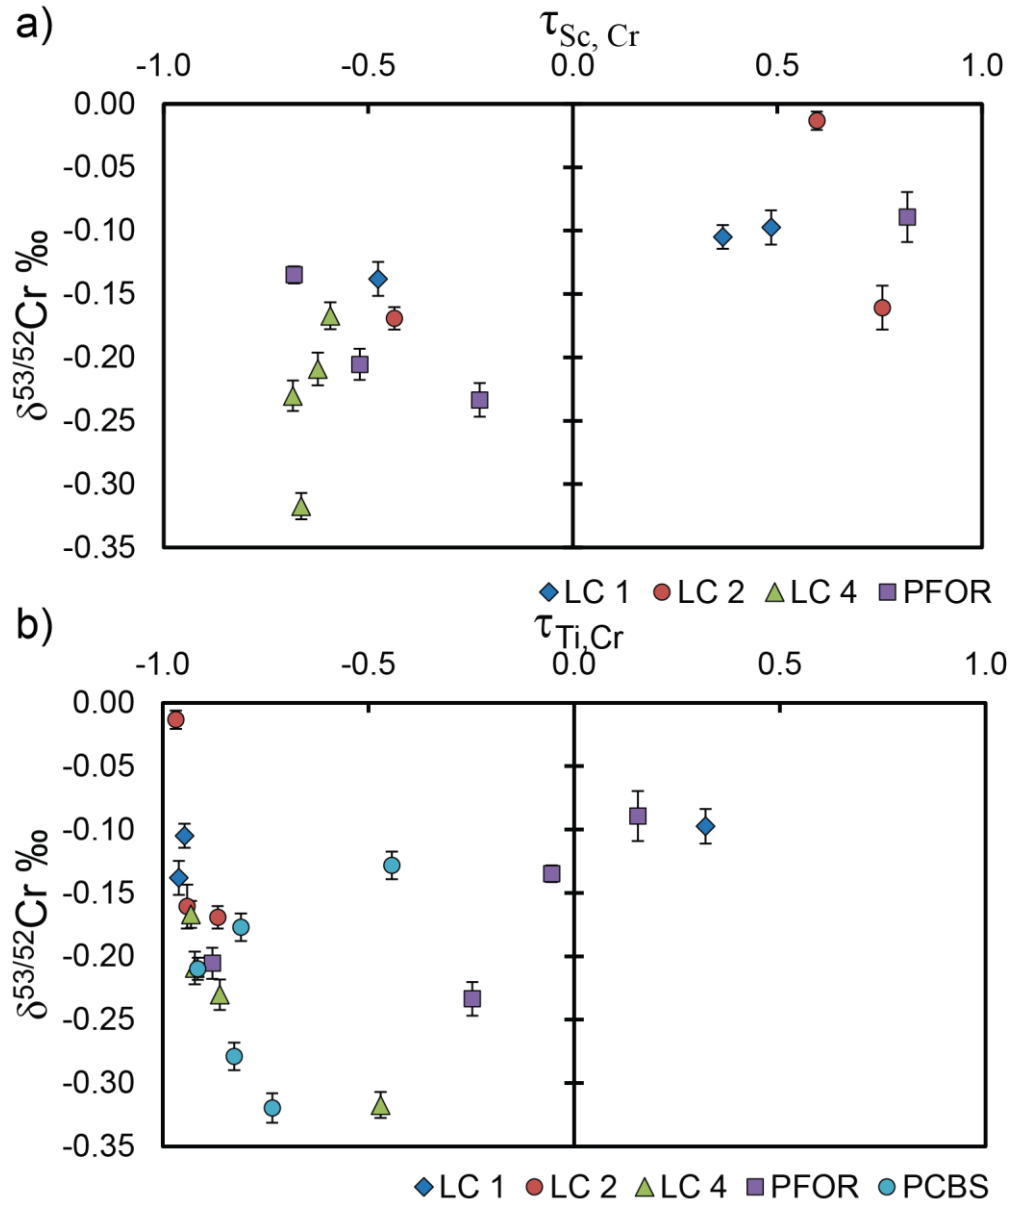 a)
τSc, Cr
-1.0 -0.5 0.0 0.5 1.0
0.00
-0.05
-0.10
-0.15
-0.20
-0.25
-0.30
-0.35
δ53/52Cr ‰
LC 1 LC 2 LC 4 PFOR
b)
τTi,Cr
-1.0 -0.5 0.0 0.5 1.0
0.00
-0.05
-0.10
-0.15
-0.20
-0.25
-0.30
-0.35
δ53/52Cr ‰
LC 1 LC 2 LC 4 PFOR PCBS